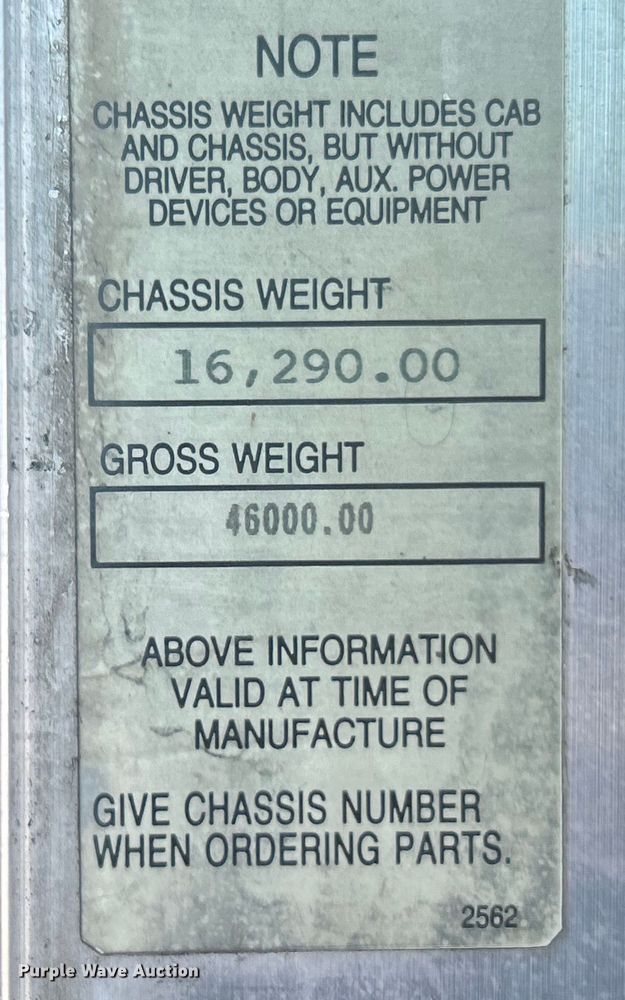 NOTE
CHASSIS WEIGHT INCLUDES CAB
AND CHASSIS, BUT WITHOUT
DRIVER, BODY, AUX. POWER
DEVICES OR EQUIPMENT
CHASSIS WEIGHT
16,290.00
GROSS WEIGHT
46000.00
ABOVE INFORMATION
VALID AT TIME OF
MANUFACTURE
GIVE CHASSIS NUMBER
WHEN ORDERING PARTS.
2562
Purple Wave Auction